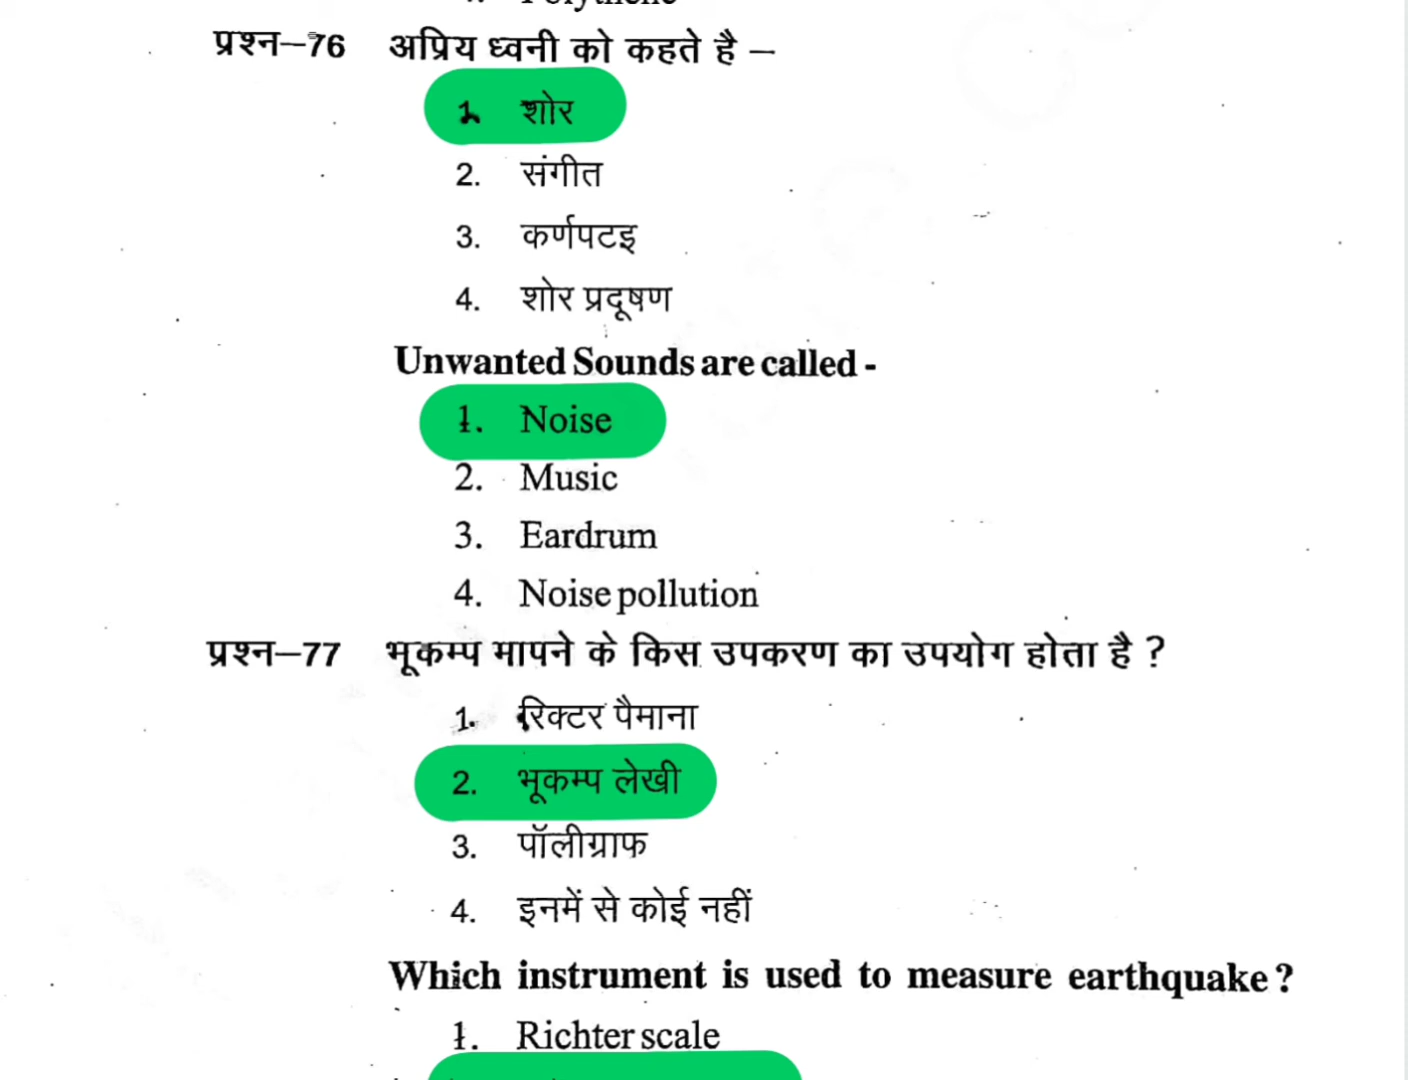 प्रश्न–76 अप्रिय ध्वनी को कहते है –
1. शोर
2. संगीत
3. कर्णपटइ
4. शोर प्रदूषण
Unwanted Sounds are called -
1. Noise
2. Music
3. Eardrum
4. Noise pollution
प्रश्न–77 भूकम्प मापने के किस उपकरण का उपयोग होता है ?
1. रिक्टर पैमाना
2. भूकम्प लेखी
3. पॉलीग्राफ
4. इनमें से कोई नहीं
Which instrument is used to measure earthquake ?
1. Richter scale